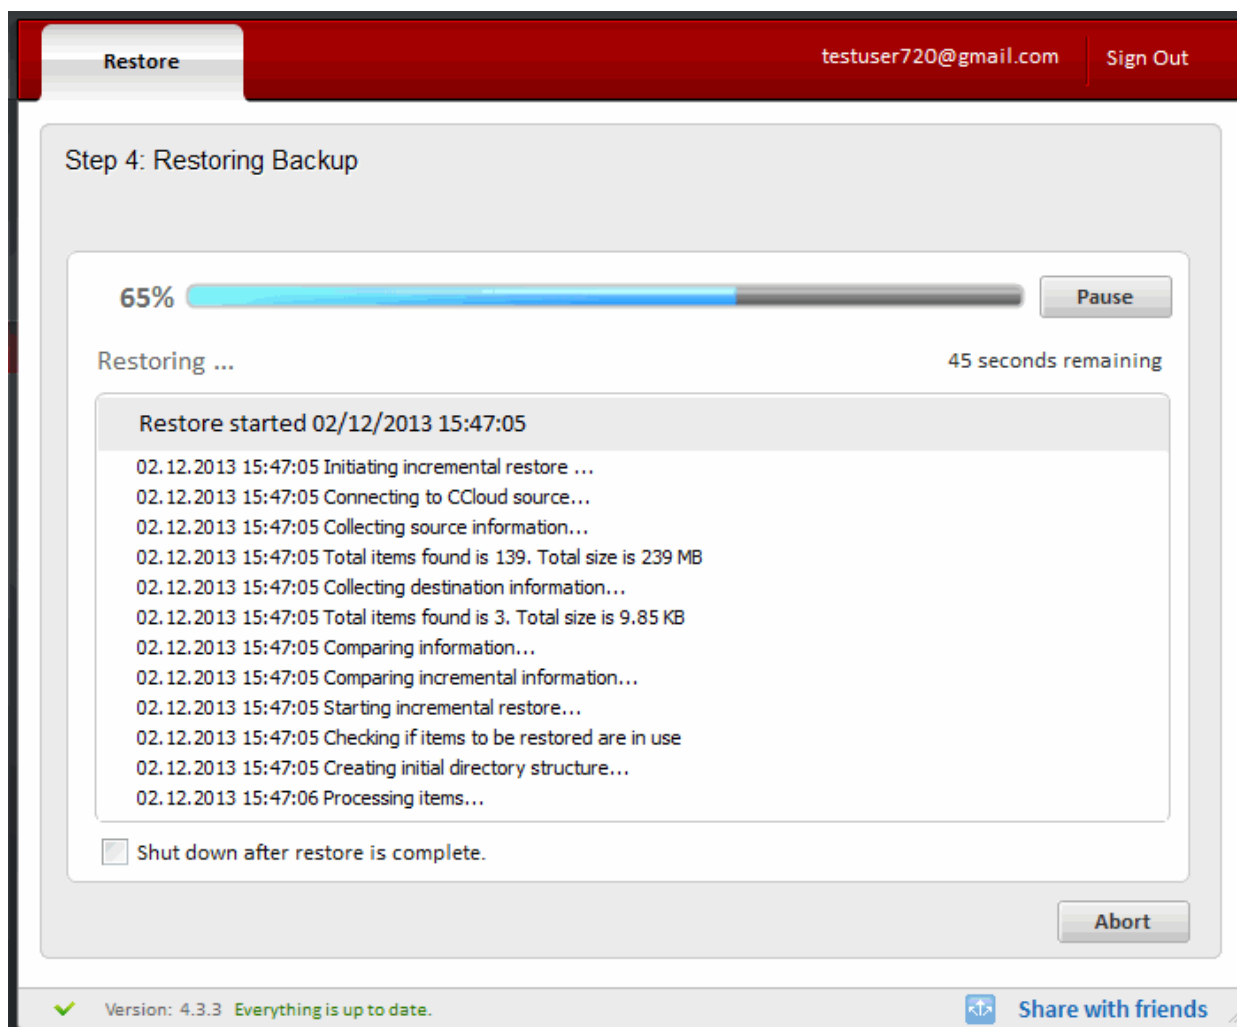 Restore
testuser720@gmail.com
Sign Out
Step 4: Restoring Backup
65%
Pause
Restoring ...
45 seconds remaining
Restore started 02/12/2013 15:47:05
02.12.2013 15:47:05 Initiating incremental restore ...
02.12.2013 15:47:05 Connecting to CCloud source...
02.12.2013 15:47:05 Collecting source information...
02.12.2013 15:47:05 Total items found is 139. Total size is 239 MB
02.12.2013 15:47:05 Collecting destination information...
02.12.2013 15:47:05 Total items found is 3. Total size is 9.85 KB
02.12.2013 15:47:05 Comparing information...
02.12.2013 15:47:05 Comparing incremental information...
02.12.2013 15:47:05 Starting incremental restore...
02.12.2013 15:47:05 Checking if items to be restored are in use
02.12.2013 15:47:05 Creating initial directory structure...
02.12.2013 15:47:06 Processing items...
Shut down after restore is complete.
Abort
Version: 4.3.3 Everything is up to date.
Share with friends